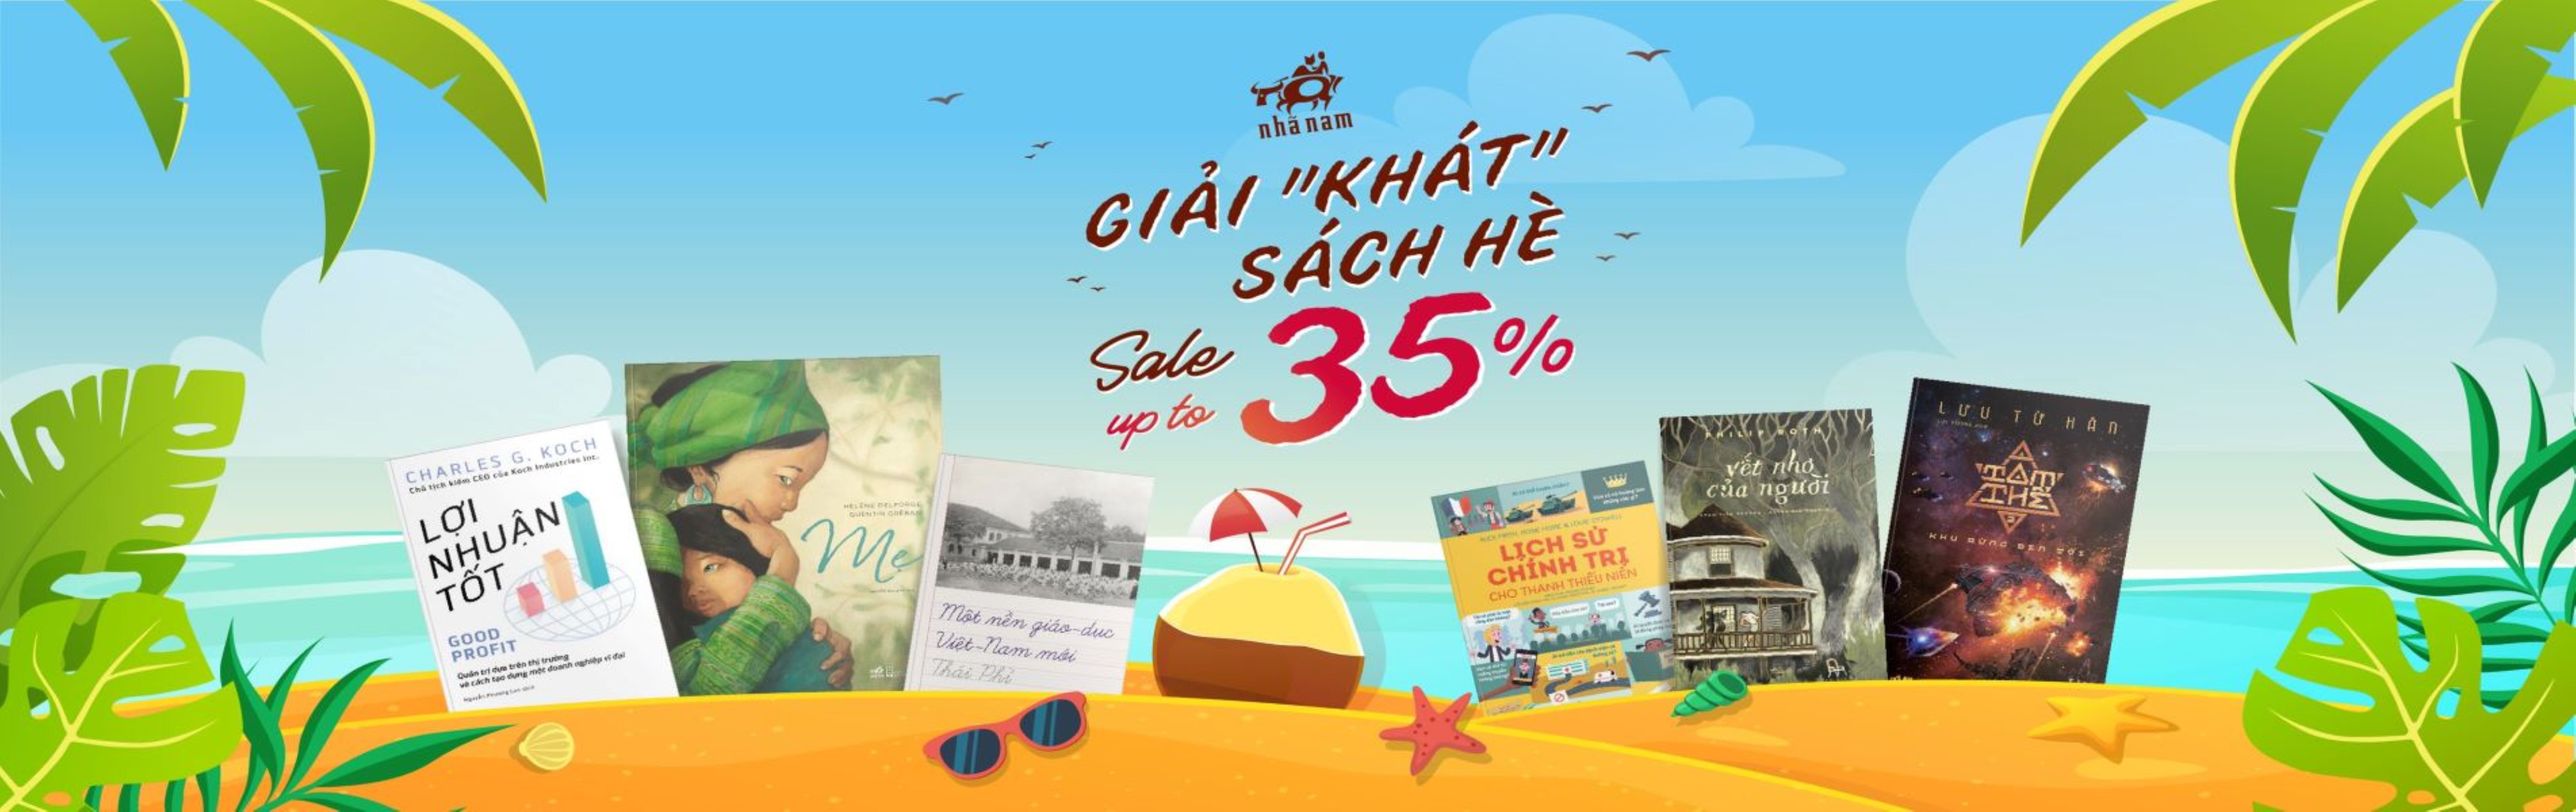 nhã nam
GIẢI "KHÁT"
SÁCH HÈ
Sale
up to
35%
CHARLES G. KOCH
Chủ tịch kiêm CEO của Koch Industries Inc.
LỢI
NHUẬN
TỐT
GOOD
PROFIT
Quản trị dựa trên thị trường
và cách tạo dựng một doanh nghiệp vĩ đại
HÉLÈNE DELFORGE
QUENTIN GRÉBAN
Mẹ
Một nền giáo-dục
Việt-Nam mới
Thái Phỉ
LỊCH SỬ
CHÍNH TRỊ
CHO THANH THIẾU NIÊN
PHILIP ROTH
vết nhơ
của người
LƯU TỪ HÂN
TAM
THỂ
KHU RỪNG ĐEN TỐI